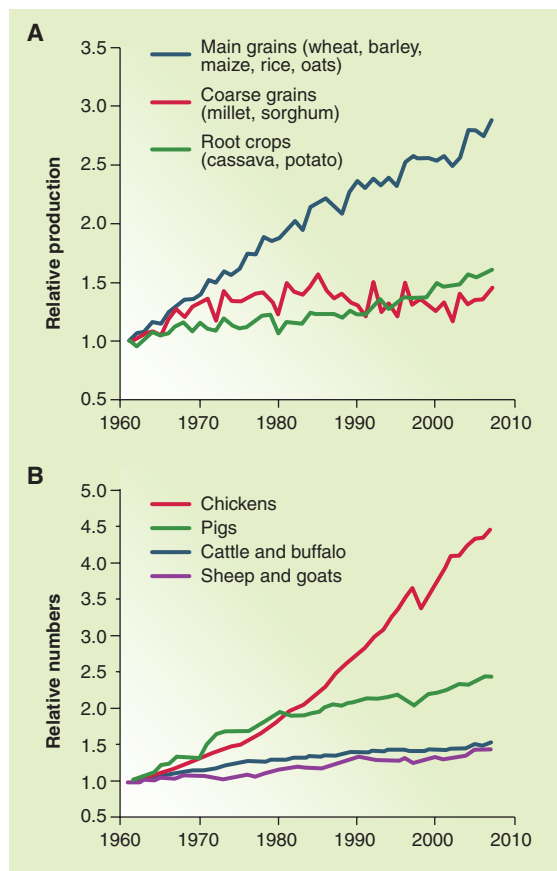 A
3.5
3.0
2.5
2.0
1.5
1.0
0.5
Relative production
Main grains (wheat, barley,
maize, rice, oats)
Coarse grains
(millet, sorghum)
Root crops
(cassava, potato)
1960 1970 1980 1990 2000 2010
B
5.0
4.5
4.0
3.5
3.0
2.5
2.0
1.5
1.0
0.5
Relative numbers
Chickens
Pigs
Cattle and buffalo
Sheep and goats
1960 1970 1980 1990 2000 2010